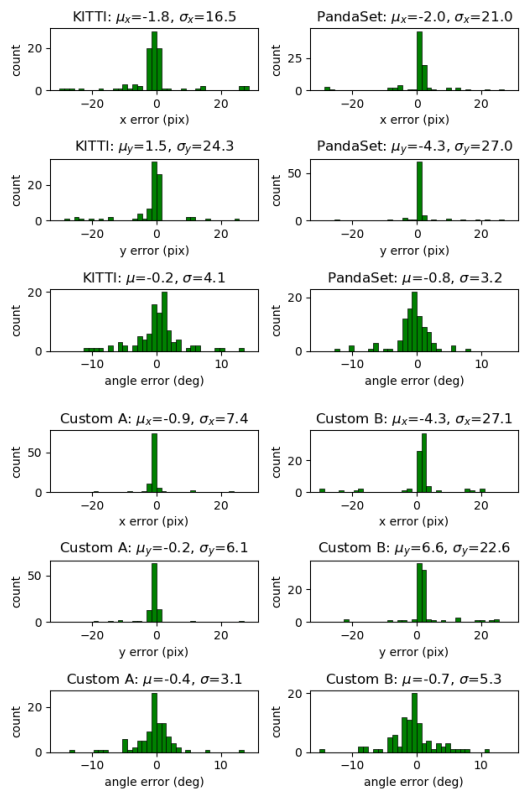 KITTI: μx=-1.8, σx=16.5
count
20
0
−20
0
20
x error (pix)
PandaSet: μx=-2.0, σx=21.0
count
25
0
−20
0
20
x error (pix)
KITTI: μy=1.5, σy=24.3
count
20
0
−20
0
20
y error (pix)
PandaSet: μy=-4.3, σy=27.0
count
50
0
−20
0
20
y error (pix)
KITTI: μ=-0.2, σ=4.1
count
20
10
0
−10
0
10
angle error (deg)
PandaSet: μ=-0.8, σ=3.2
count
20
10
0
−10
0
10
angle error (deg)
Custom A: μx=-0.9, σx=7.4
count
50
0
−20
0
20
x error (pix)
Custom B: μx=-4.3, σx=27.1
count
20
0
−20
0
20
x error (pix)
Custom A: μy=-0.2, σy=6.1
count
50
0
−20
0
20
y error (pix)
Custom B: μy=6.6, σy=22.6
count
20
0
−20
0
20
y error (pix)
Custom A: μ=-0.4, σ=3.1
count
20
0
−10
0
10
angle error (deg)
Custom B: μ=-0.7, σ=5.3
count
20
10
0
−10
0
10
angle error (deg)